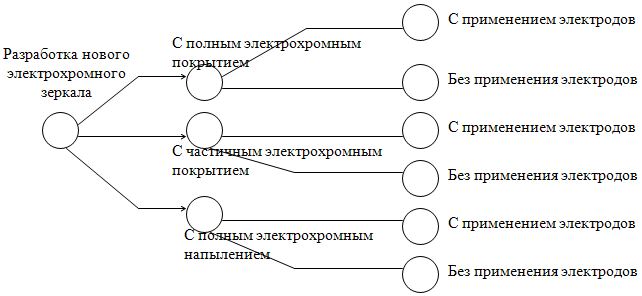 Разработка нового
электрохромного
зеркала
С полным электрохромным
покрытием
С применением электродов
Без применения электродов
С частичным электрохромным
покрытием
С применением электродов
Без применения электродов
С полным электрохромным
напылением
С применением электродов
Без применения электродов